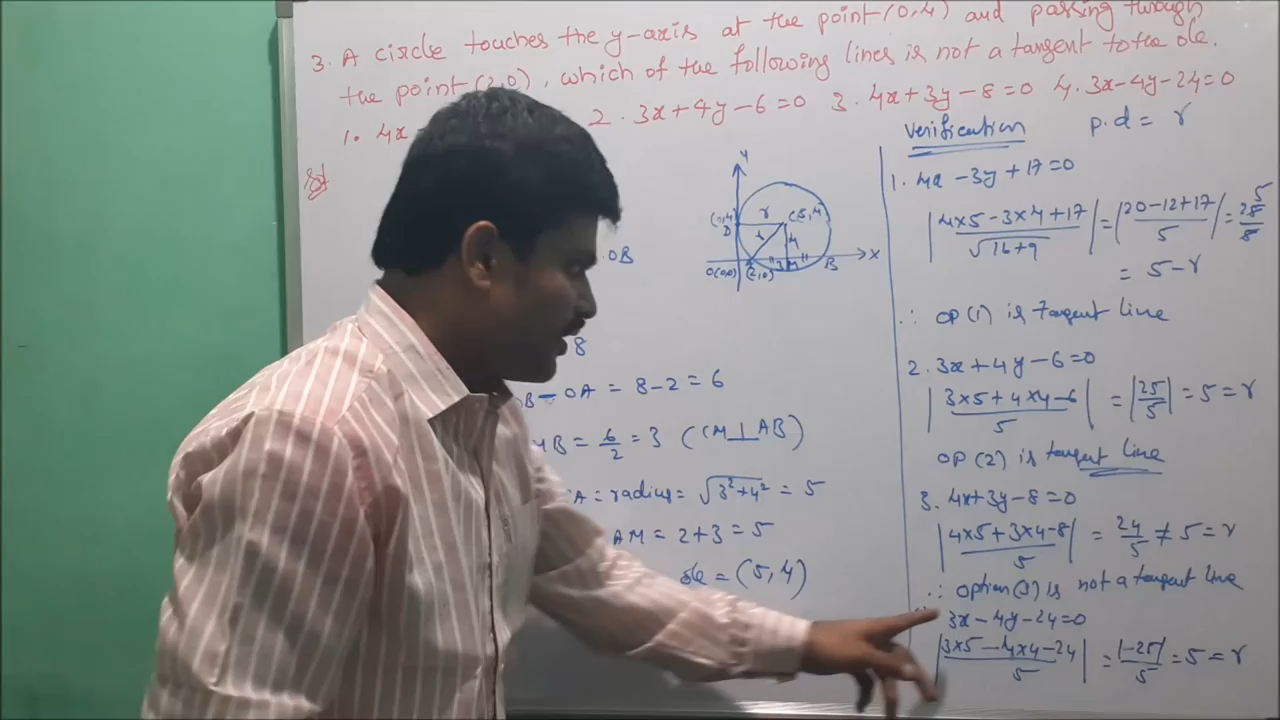 3. A circle touches the y-axis at the point (0,4) and passing through
the point (2,0), which of the following lines is not a tangent to the ole.
1. 4x
2. 3x+4y-6=0 3. 4x+3y-8=0 4. 3x-4y-24=0
Sol
Y
(0,4) r C(5,4)
D
r 4
X
O(0,0) (2,0) 3 M B
.OB
8
B-OA = 8-2 = 6
MB = 6/2 = 3 (CM⊥AB)
A = radius = √3²+4² = 5
AM = 2+3 = 5
ole = (5,4)
Verification p.d = r
1. 4x -3y+17=0
|4×5-3×4+17/√16+9| = |20-12+17/5| = 25/5 5
= 5-r
∴ OP(1) is Tangent line
2. 3x+4y-6=0
|3×5+4×4-6/5| = |25/5| = 5 = r
OP(2) is tangent line
3. 4x+3y-8=0
|4×5+3×4-8/5| = 24/5 ≠ 5 = r
∴ option(3) is not a tangent line
3x-4y-24=0
|3×5-4×4-24/5| = |-25|/5 = 5 = r